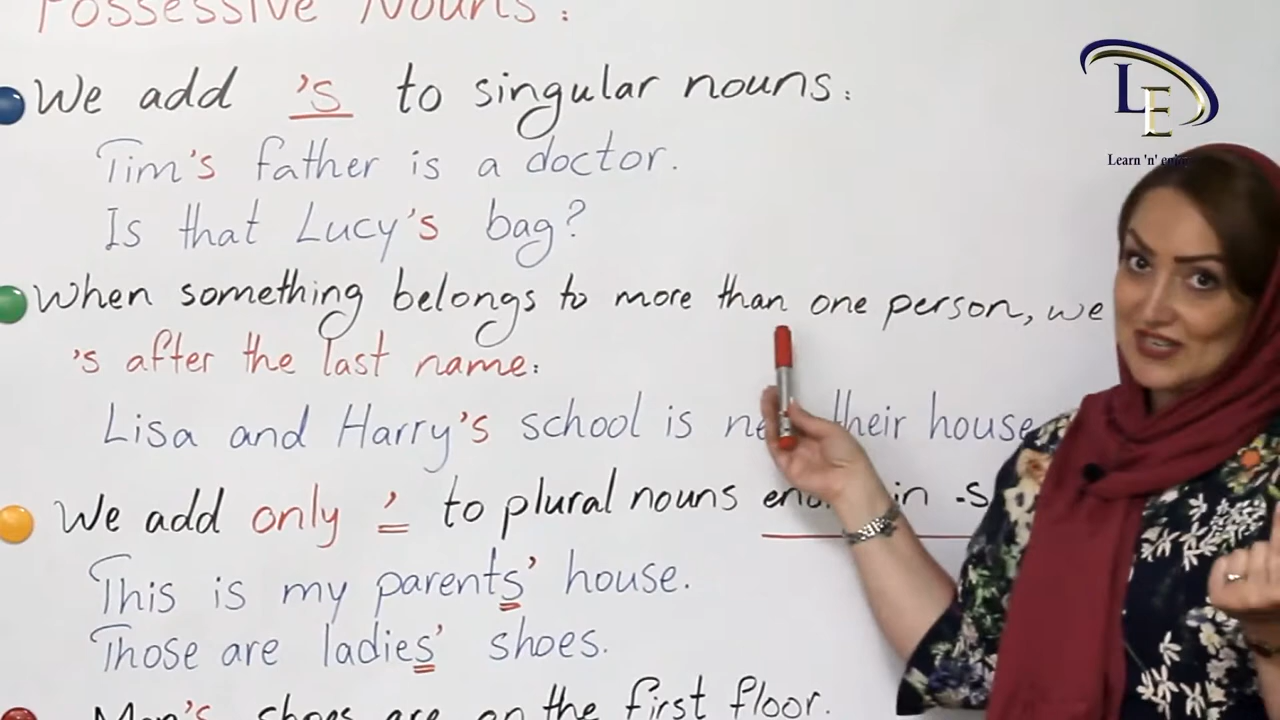 Possessive Nouns:
We add 's to singular nouns:
Tim's father is a doctor.
Is that Lucy's bag?
When something belongs to more than one person, we
's after the last name:
Lisa and Harry's school is their house
We add only ' to plural nouns in -s
This is my parents' house.
Those are ladies' shoes.
Men's shoes are on the first floor.
LE
Learn 'n'